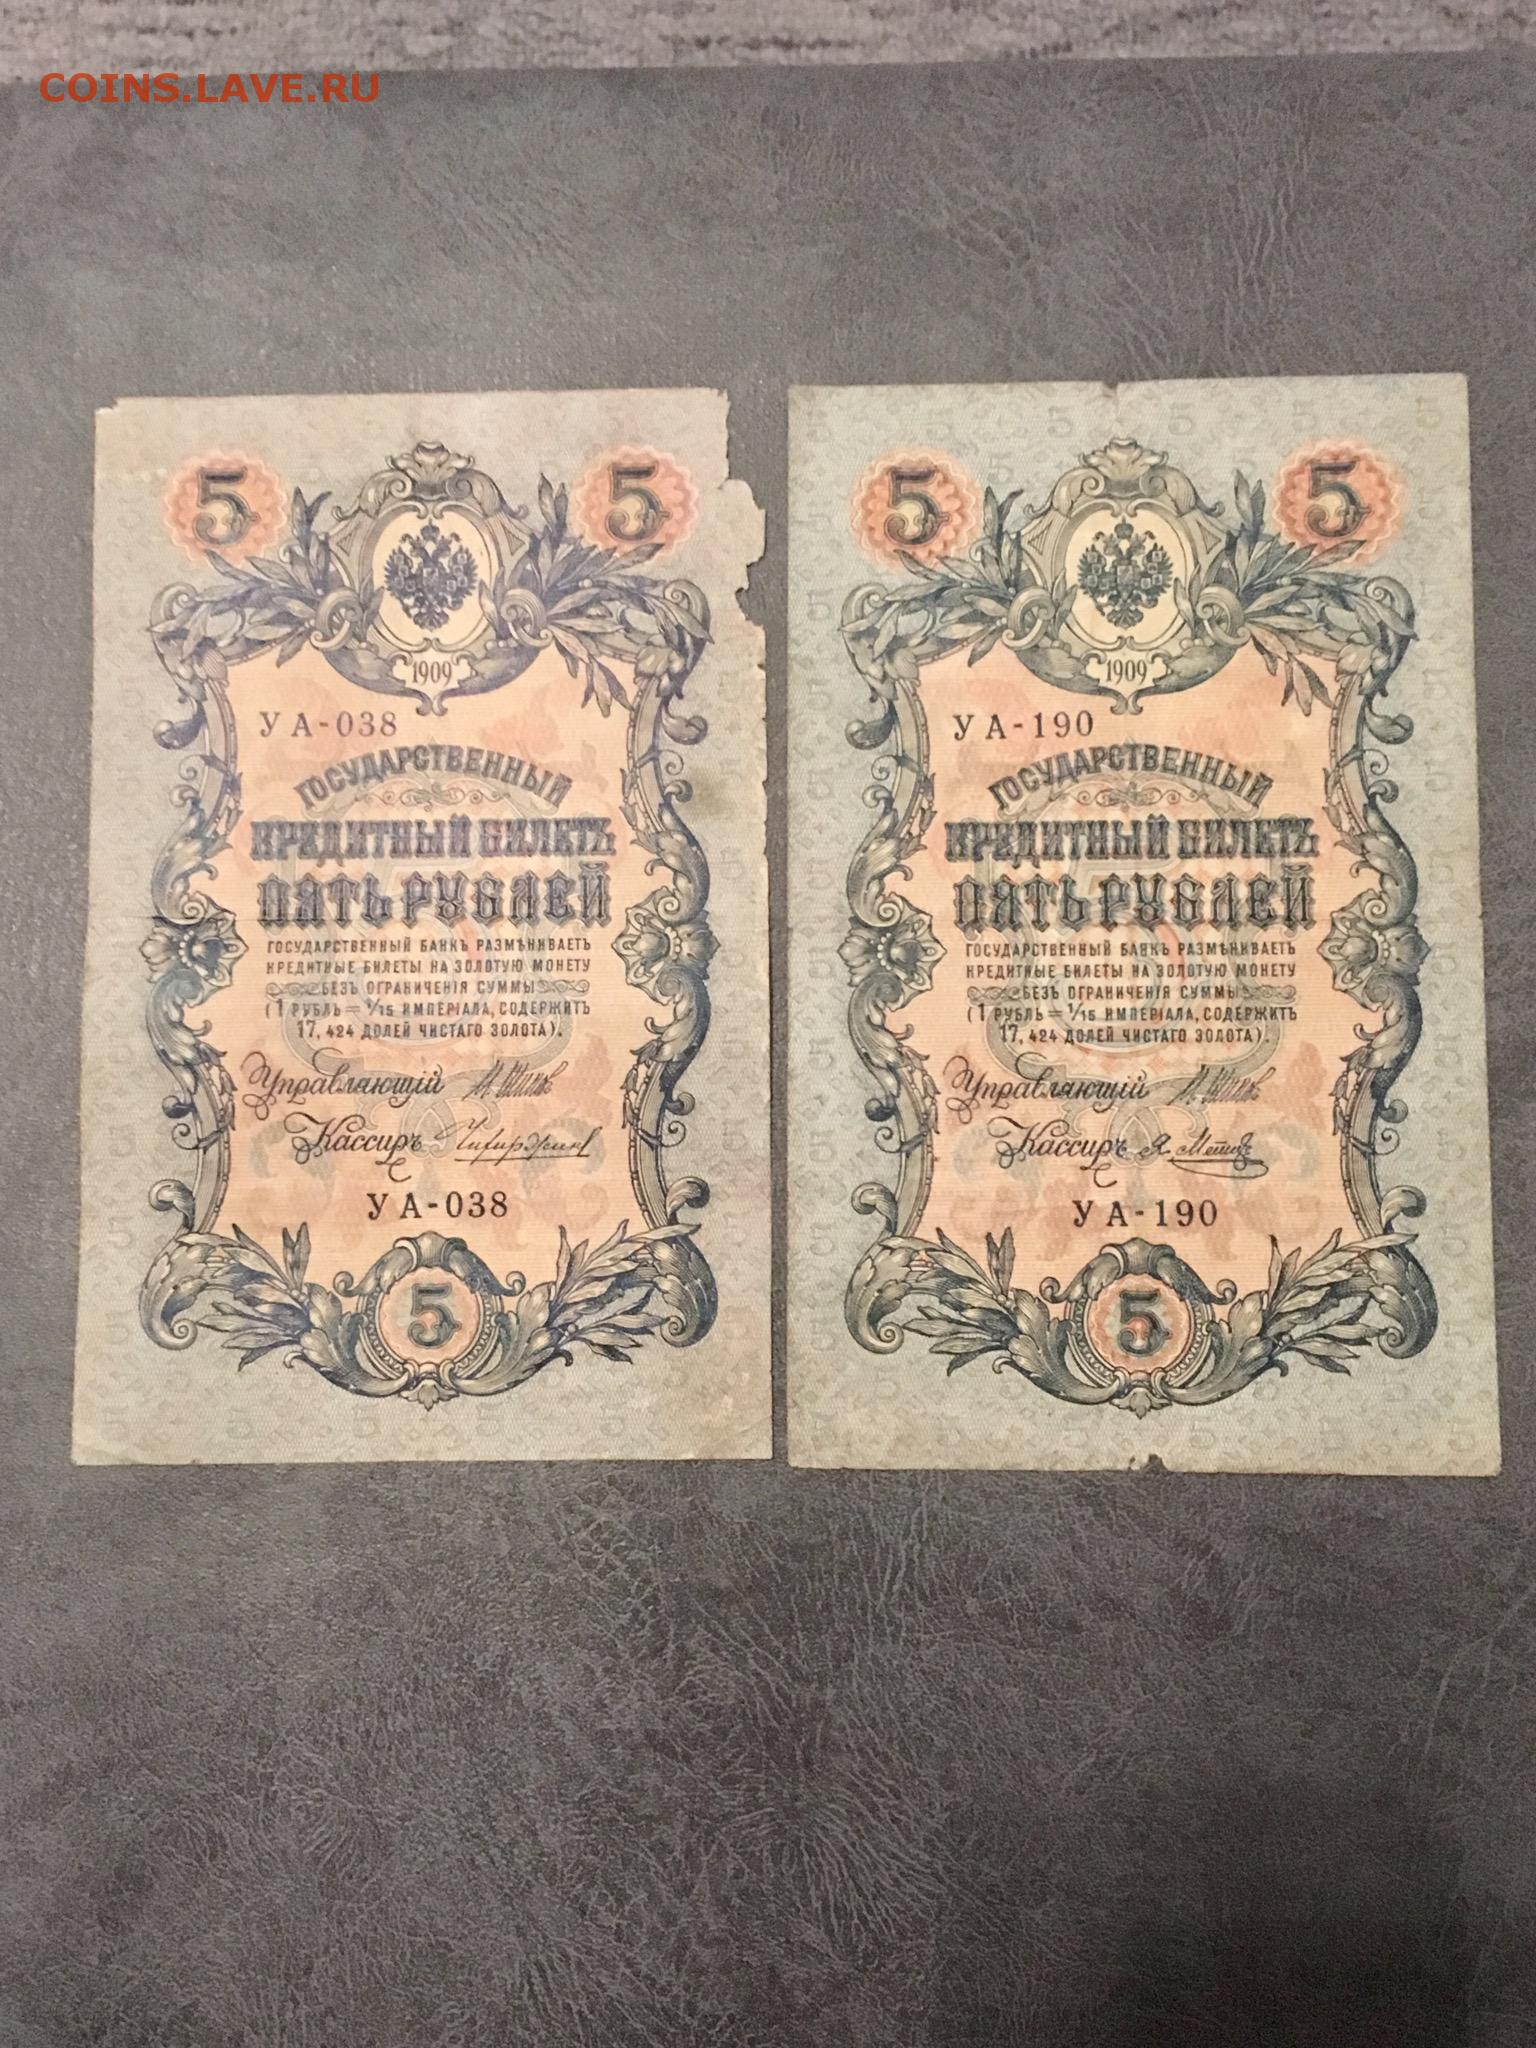 COINS.LAVE.RU
5 5
1909
УА-038
ГОСУДАРСТВЕННЫЙ
КРЕДИТНЫЙ БИЛЕТЪ
ПЯТЬ РУБЛЕЙ
ГОСУДАРСТВЕННЫЙ БАНКЪ РАЗМѢНИВАЕТЪ
КРЕДИТНЫЕ БИЛЕТЫ НА ЗОЛОТУЮ МОНЕТУ
БЕЗЪ ОГРАНИЧЕНІЯ СУММЫ
(1 РУБЛЬ = 1/15 ИМПЕРІАЛА, СОДЕРЖИТЪ
17,424 ДОЛЕЙ ЧИСТАГО ЗОЛОТА).
Управляющій
Кассиръ
УА-038
5
5 5
1909
УА-190
ГОСУДАРСТВЕННЫЙ
КРЕДИТНЫЙ БИЛЕТЪ
ПЯТЬ РУБЛЕЙ
ГОСУДАРСТВЕННЫЙ БАНКЪ РАЗМѢНИВАЕТЪ
КРЕДИТНЫЕ БИЛЕТЫ НА ЗОЛОТУЮ МОНЕТУ
БЕЗЪ ОГРАНИЧЕНІЯ СУММЫ
(1 РУБЛЬ = 1/15 ИМПЕРІАЛА, СОДЕРЖИТЪ
17,424 ДОЛЕЙ ЧИСТАГО ЗОЛОТА).
Управляющій
Кассиръ
УА-190
5